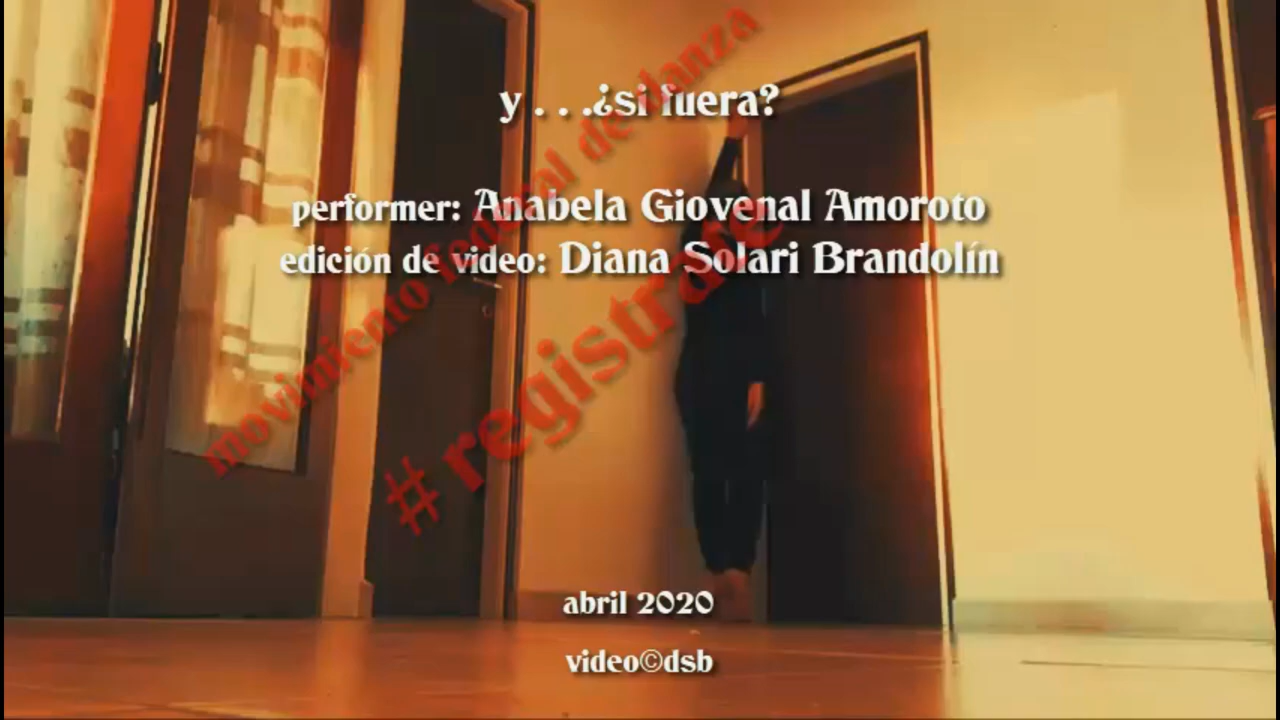 y . . .¿si fuera?
performer: Anabela Giovenal Amoroto
edición de video: Diana Solari Brandolín
movimiento federal de danza
# registrate
abril 2020
video©dsb